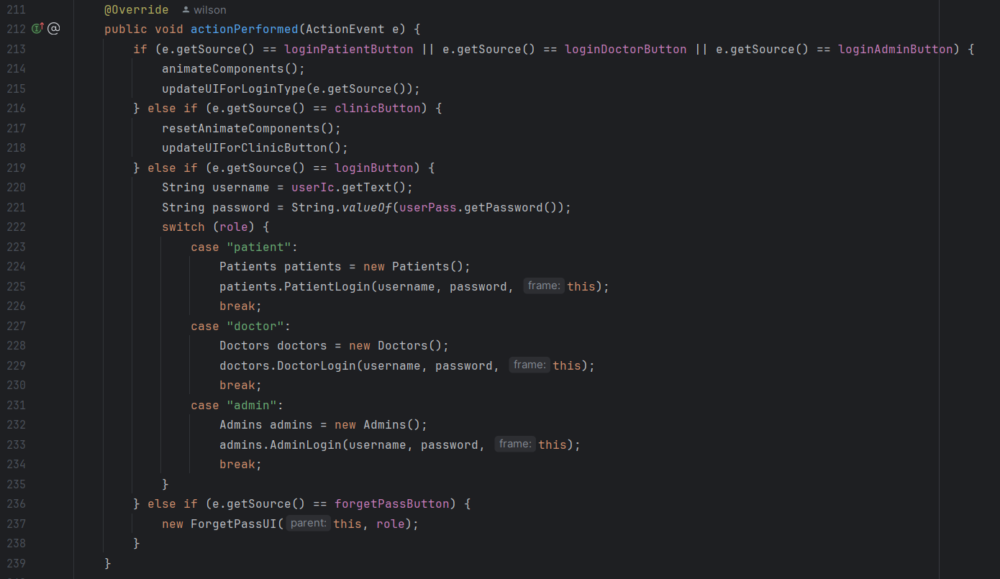 211 @Override wilson
212 @ public void actionPerformed(ActionEvent e) {
213 if (e.getSource() == loginPatientButton || e.getSource() == loginDoctorButton || e.getSource() == loginAdminButton) {
214 animateComponents();
215 updateUIForLoginType(e.getSource());
216 } else if (e.getSource() == clinicButton) {
217 resetAnimateComponents();
218 updateUIForClinicButton();
219 } else if (e.getSource() == loginButton) {
220 String username = userIc.getText();
221 String password = String.valueOf(userPass.getPassword());
222 switch (role) {
223 case "patient":
224 Patients patients = new Patients();
225 patients.PatientLogin(username, password, frame: this);
226 break;
227 case "doctor":
228 Doctors doctors = new Doctors();
229 doctors.DoctorLogin(username, password, frame: this);
230 break;
231 case "admin":
232 Admins admins = new Admins();
233 admins.AdminLogin(username, password, frame: this);
234 break;
235 }
236 } else if (e.getSource() == forgetPassButton) {
237 new ForgetPassUI( parent: this, role);
238 }
239 }